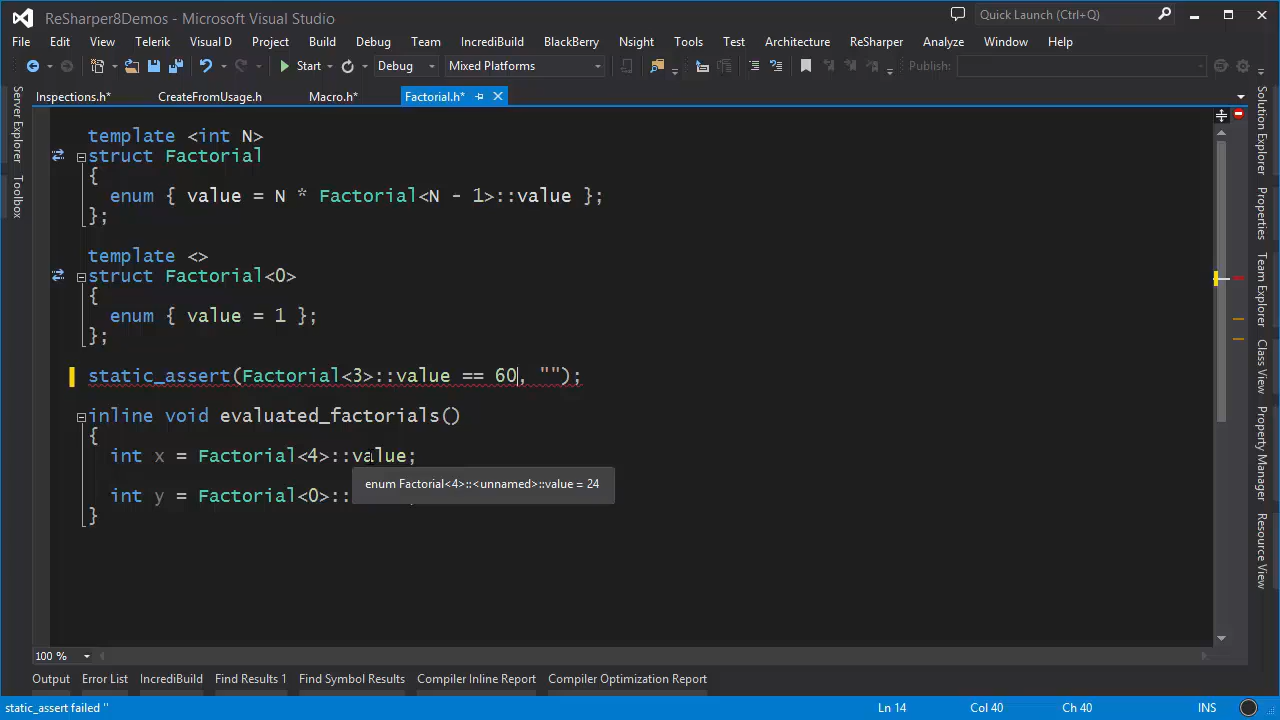 ReSharper8Demos - Microsoft Visual Studio
Quick Launch (Ctrl+Q)
File Edit View Telerik Visual D Project Build Debug Team IncrediBuild BlackBerry Nsight Tools Test Architecture ReSharper Analyze Window Help
Start Debug Mixed Platforms Publish:
Inspections.h* CreateFromUsage.h Macro.h* Factorial.h*
Server Explorer
Toolbox
template <int N>
struct Factorial
{
enum { value = N * Factorial<N - 1>::value };
};
template <>
struct Factorial<0>
{
enum { value = 1 };
};
static_assert(Factorial<3>::value == 60, "");
inline void evaluated_factorials()
{
int x = Factorial<4>::value;
enum Factorial<4>::<unnamed>::value = 24
int y = Factorial<0>::
}
Solution Explorer
Properties
Team Explorer
Class View
Property Manager
Resource View
100 %
Output Error List IncrediBuild Find Results 1 Find Symbol Results Compiler Inline Report Compiler Optimization Report
static_assert failed '' Ln 14 Col 40 Ch 40 INS